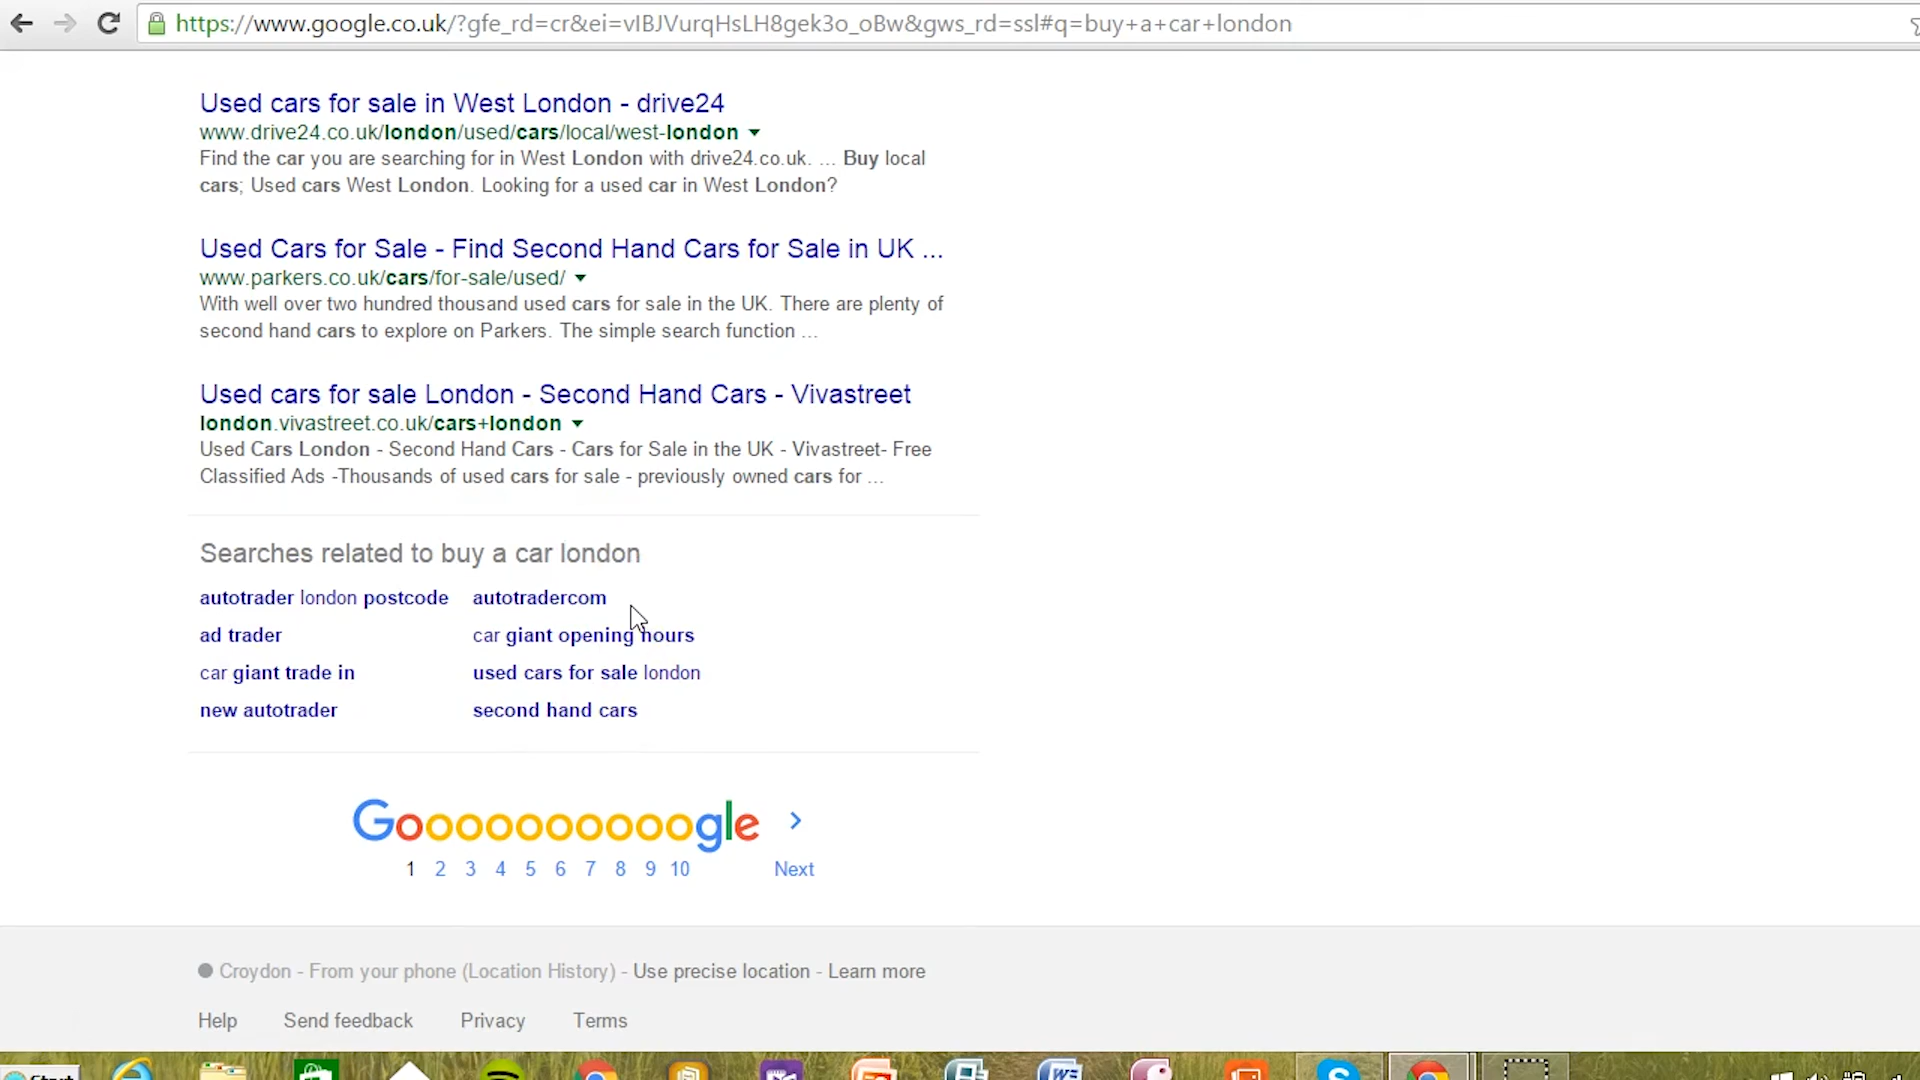 https://www.google.co.uk/?gfe_rd=cr&ei=vIBJVurqHsLH8gek3o_oBw&gws_rd=ssl#q=buy+a+car+london
Used cars for sale in West London - drive24
www.drive24.co.uk/london/used/cars/local/west-london
Find the car you are searching for in West London with drive24.co.uk. ... Buy local
cars; Used cars West London. Looking for a used car in West London?
Used Cars for Sale - Find Second Hand Cars for Sale in UK ...
www.parkers.co.uk/cars/for-sale/used/
With well over two hundred thousand used cars for sale in the UK. There are plenty of
second hand cars to explore on Parkers. The simple search function ...
Used cars for sale London - Second Hand Cars - Vivastreet
london.vivastreet.co.uk/cars+london
Used Cars London - Second Hand Cars - Cars for Sale in the UK - Vivastreet- Free
Classified Ads -Thousands of used cars for sale - previously owned cars for ...
Searches related to buy a car london
autotrader london postcode autotradercom
ad trader car giant opening hours
car giant trade in used cars for sale london
new autotrader second hand cars
Goooooooooogle
1 2 3 4 5 6 7 8 9 10 Next
Croydon - From your phone (Location History) - Use precise location - Learn more
Help Send feedback Privacy Terms
Start